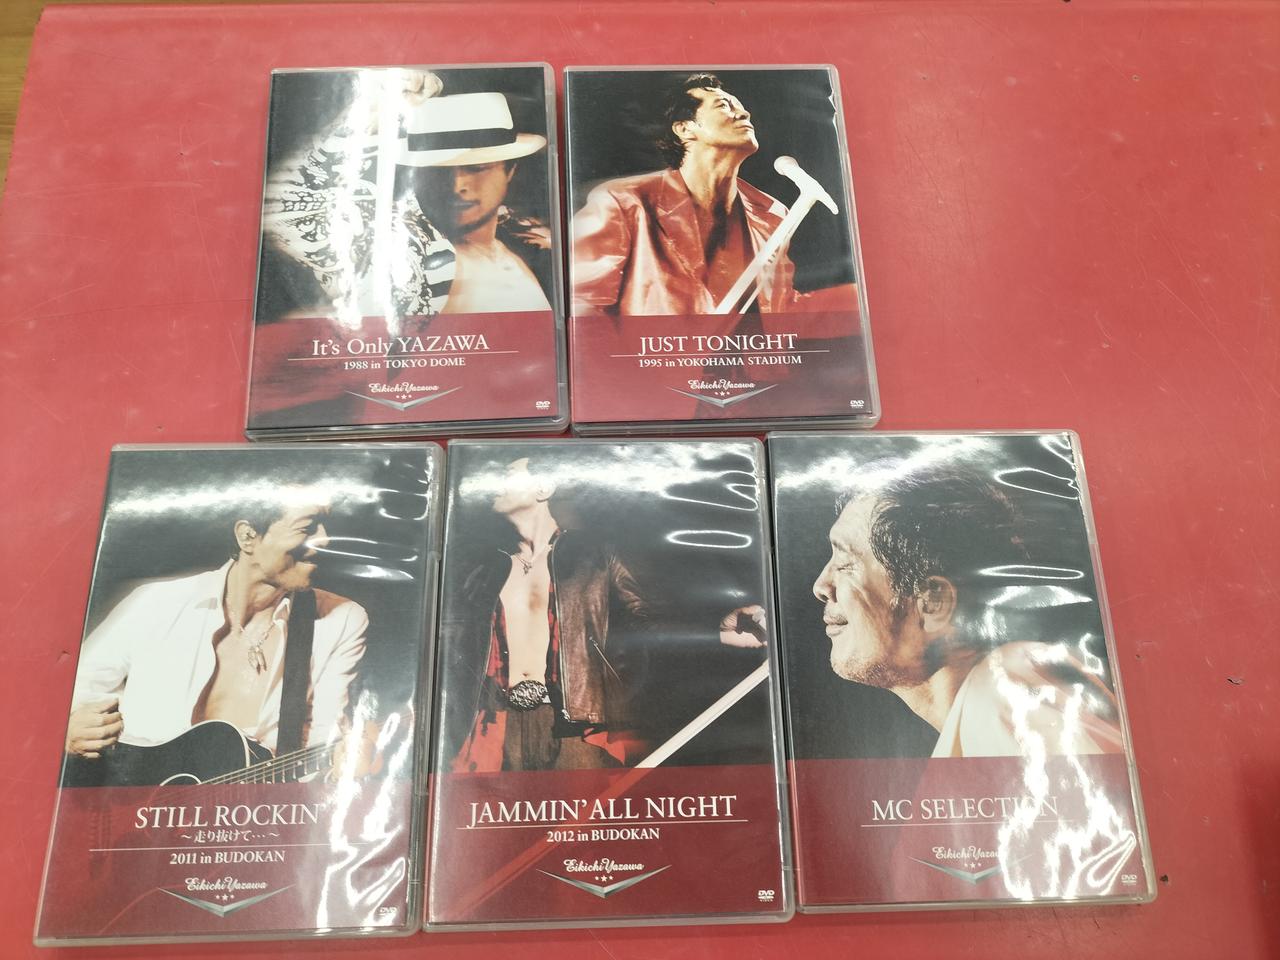 It's Only YAZAWA
1988 in TOKYO DOME
Eikichi Yazawa
DVD
JUST TONIGHT
1995 in YOKOHAMA STADIUM
Eikichi Yazawa
DVD
STILL ROCKIN'
～走り抜けて…～
2011 in BUDOKAN
Eikichi Yazawa
DVD
JAMMIN' ALL NIGHT
2012 in BUDOKAN
Eikichi Yazawa
DVD
MC SELECTION
Eikichi Yazawa
DVD